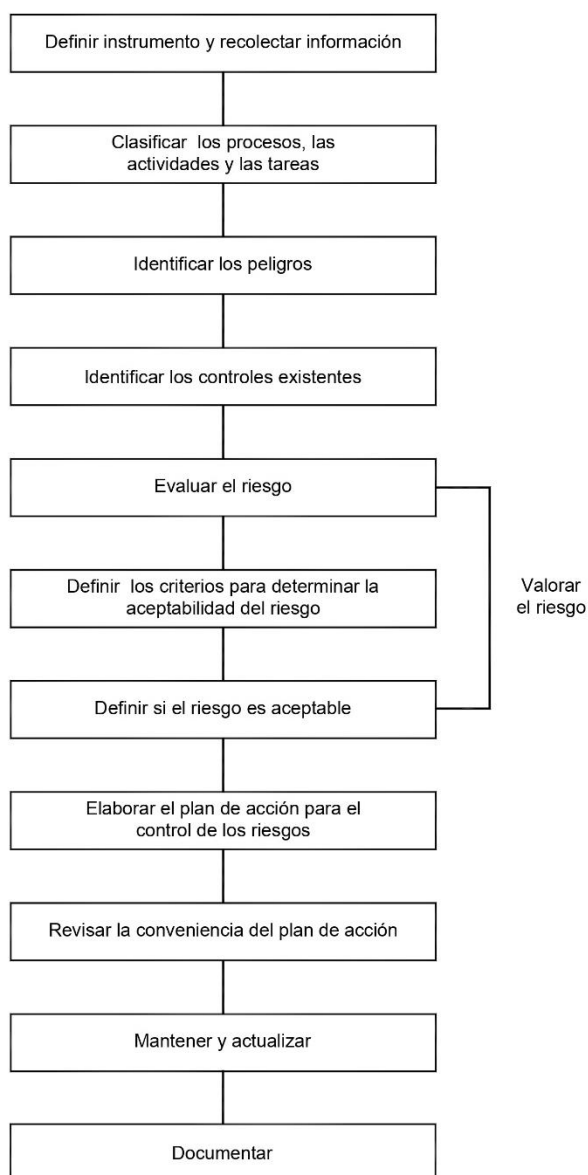 Definir instrumento y recolectar información
Clasificar los procesos, las
actividades y las tareas
Identificar los peligros
Identificar los controles existentes
Evaluar el riesgo
Definir los criterios para determinar la
aceptabilidad del riesgo
Valorar
el riesgo
Definir si el riesgo es aceptable
Elaborar el plan de acción para el
control de los riesgos
Revisar la conveniencia del plan de acción
Mantener y actualizar
Documentar